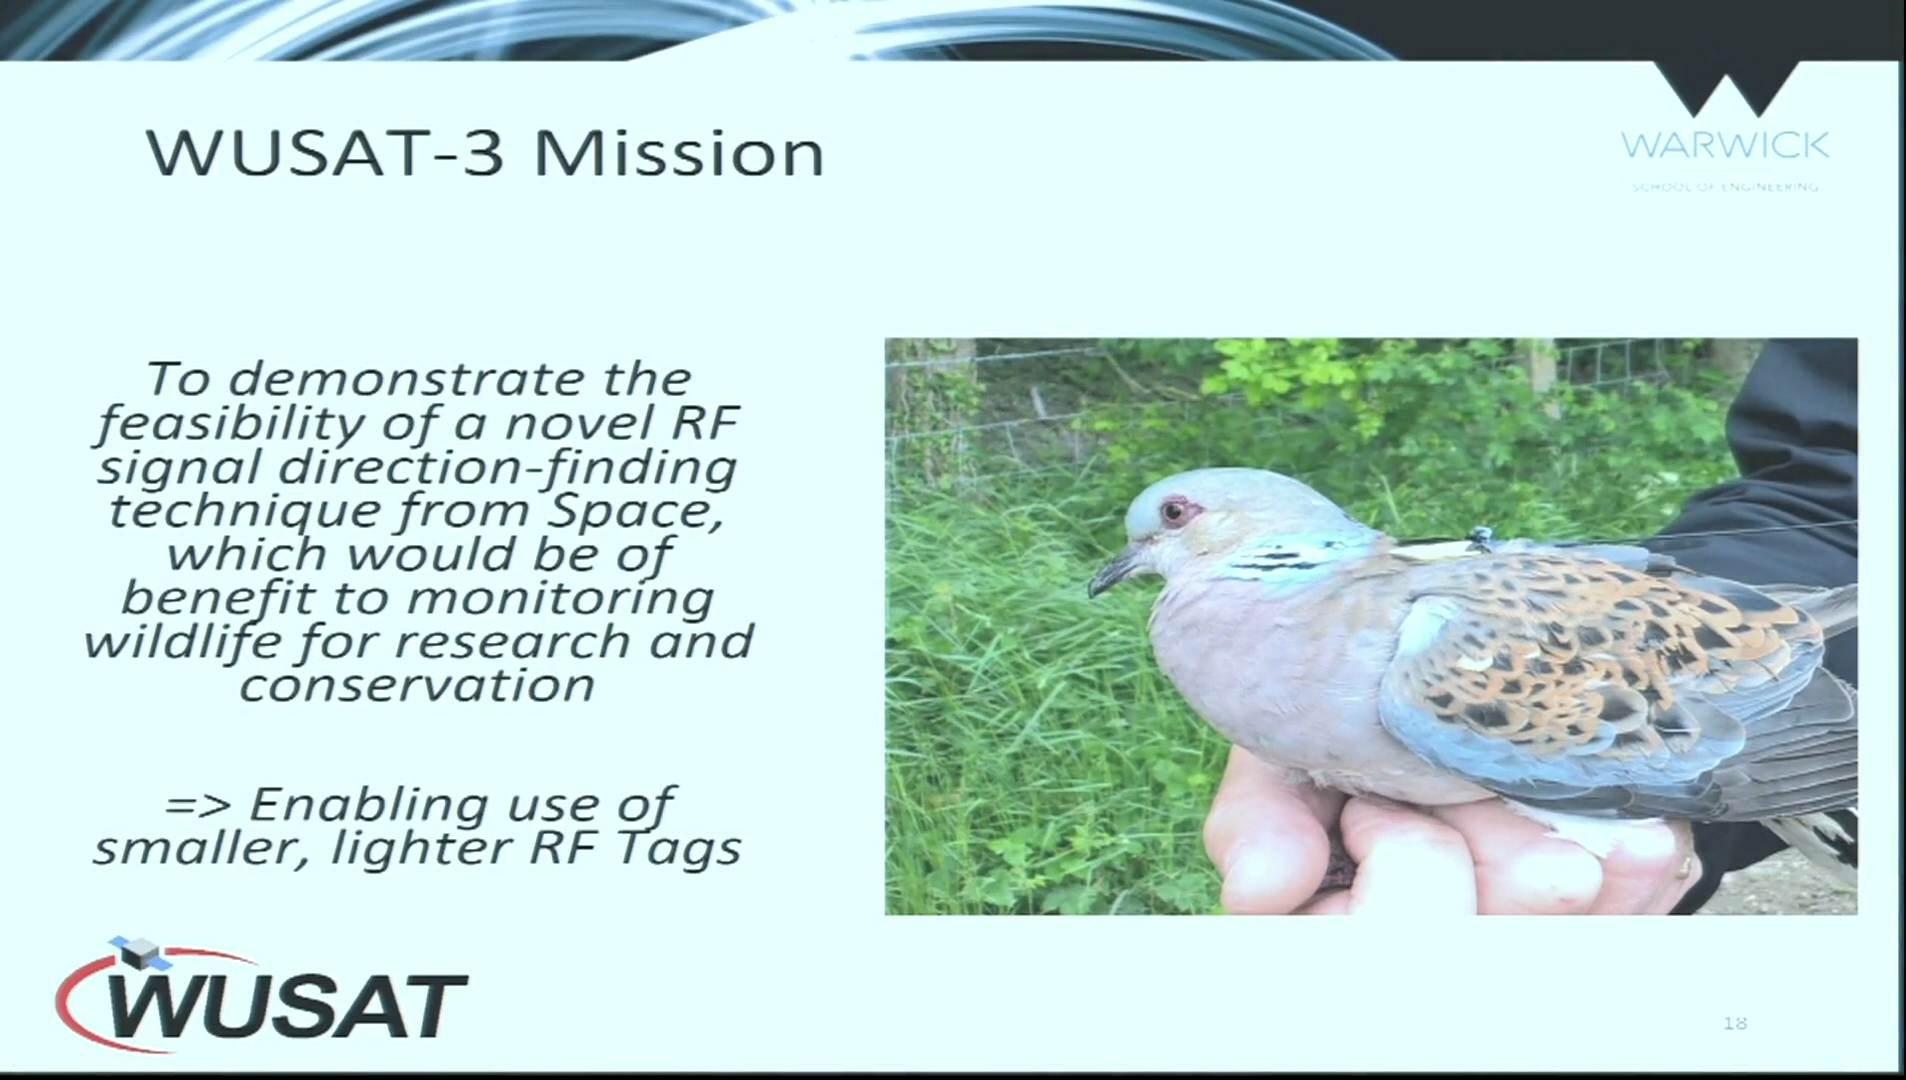 WUSAT-3 Mission
WARWICK
SCHOOL OF ENGINEERING
To demonstrate the
feasibility of a novel RF
signal direction-finding
technique from Space,
which would be of
benefit to monitoring
wildlife for research and
conservation
=> Enabling use of
smaller, lighter RF Tags
WUSAT
18